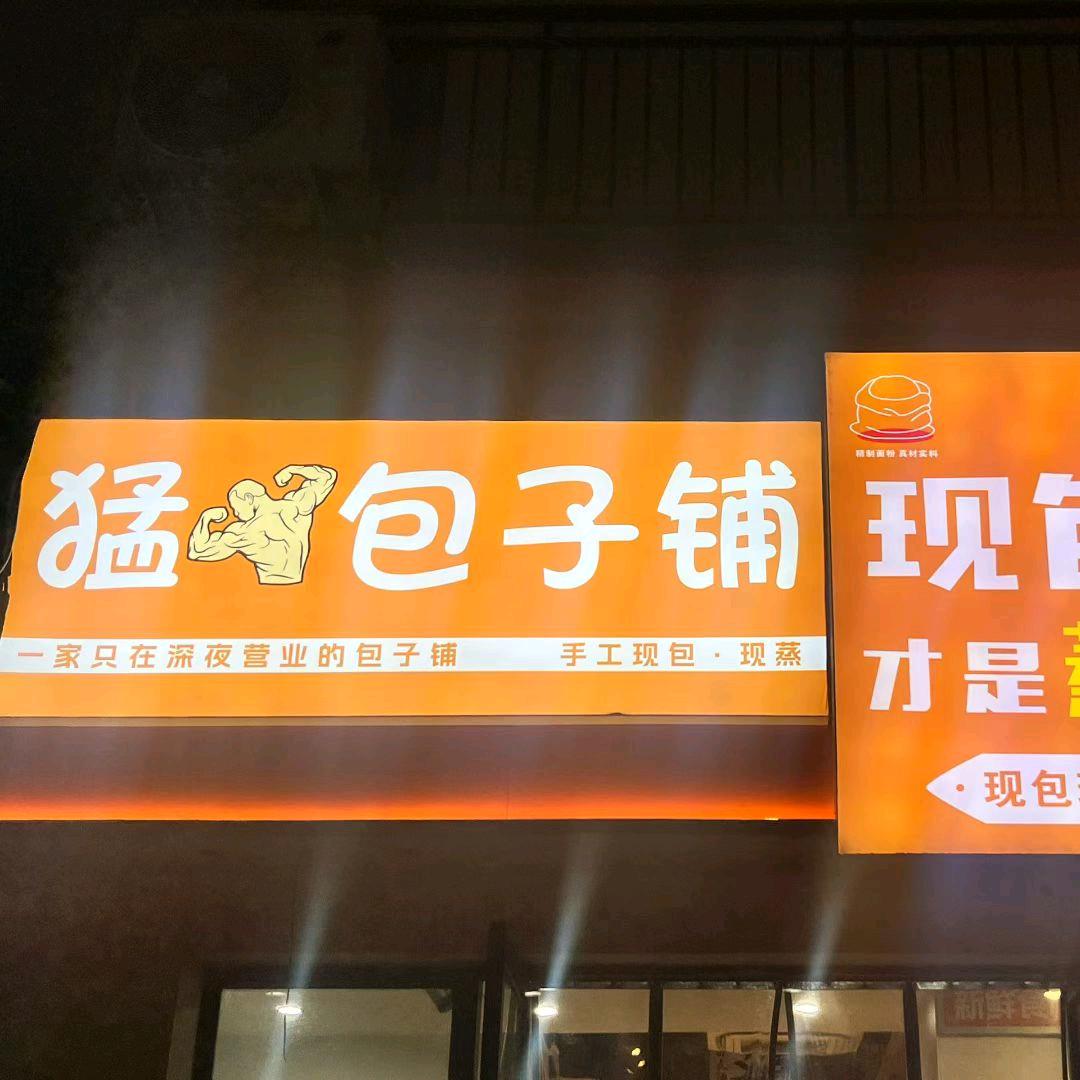 猛包子铺
一家只在深夜营业的包子铺 手工现包·现蒸
精制面粉 真材实料
现包
才是
·现包